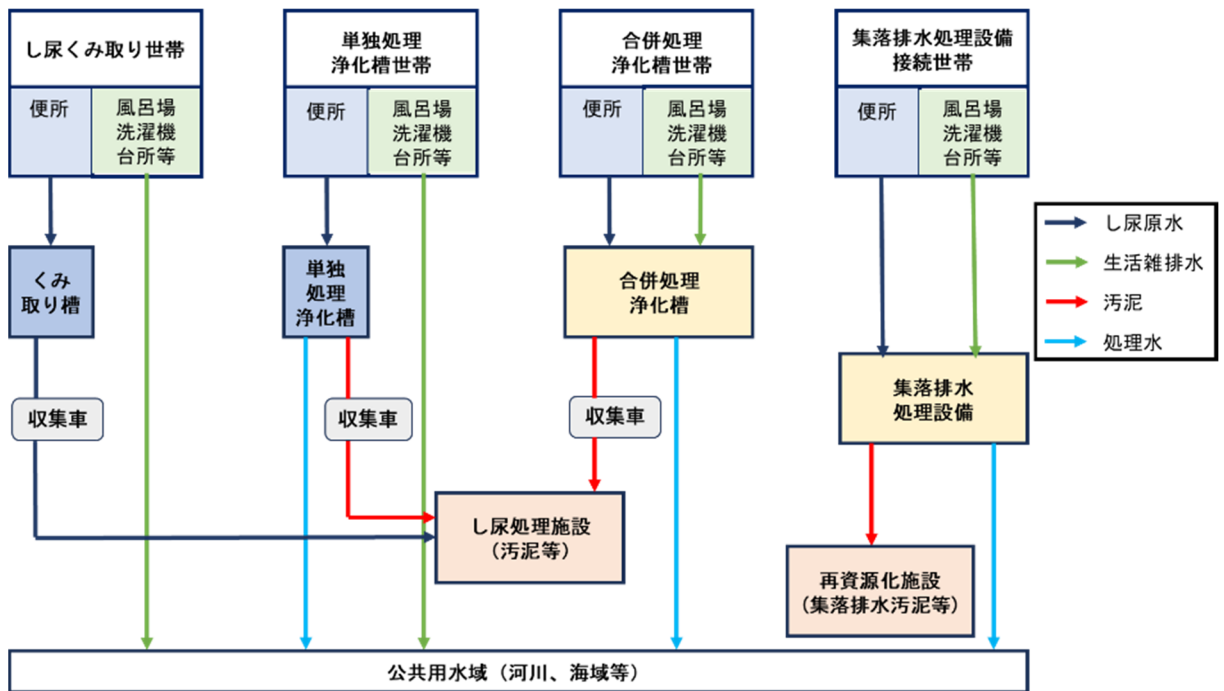 し尿くみ取り世帯
便所
風呂場
洗濯機
台所等
単独処理
浄化槽世帯
便所
風呂場
洗濯機
台所等
合併処理
浄化槽世帯
便所
風呂場
洗濯機
台所等
集落排水処理設備
接続世帯
便所
風呂場
洗濯機
台所等
し尿原水
生活雑排水
汚泥
処理水
くみ
取り槽
単独
処理
浄化槽
合併処理
浄化槽
集落排水
処理設備
収集車
収集車
収集車
し尿処理施設
(汚泥等)
再資源化施設
(集落排水汚泥等)
公共用水域(河川、海域等)